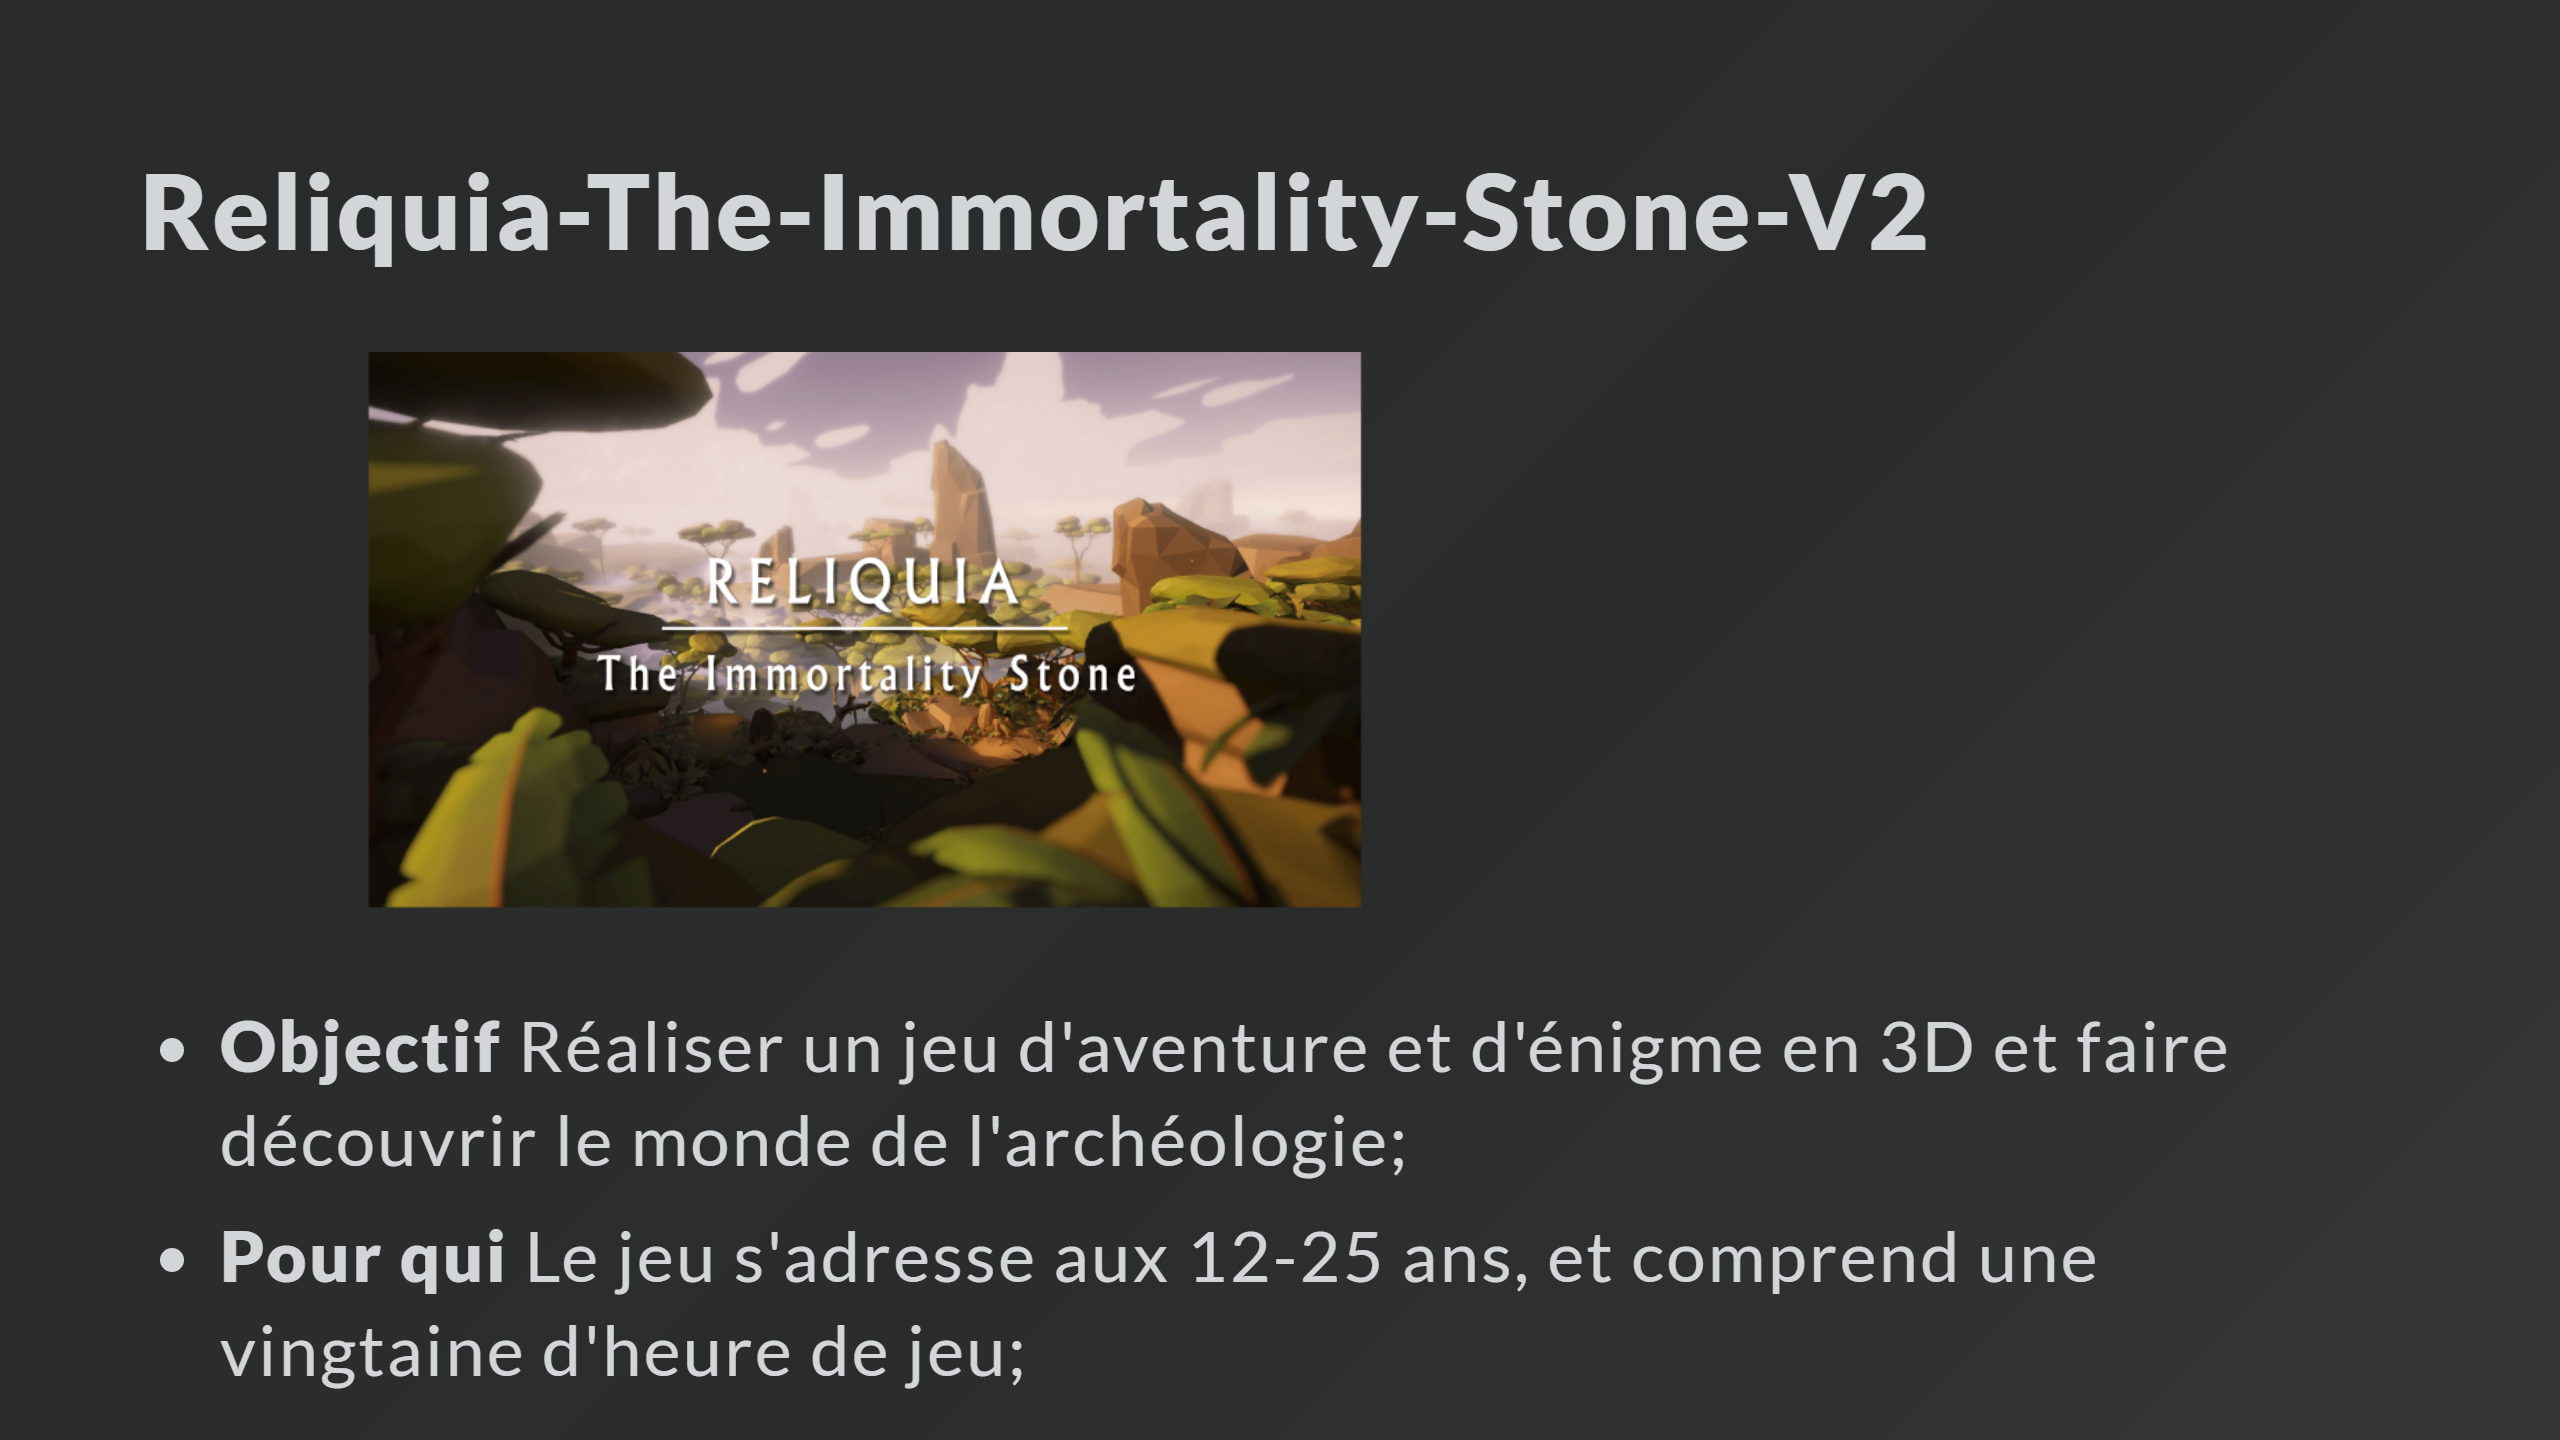 Reliquia-The-Immortality-Stone-V2
RELIQUIA
The Immortality Stone
• Objectif Réaliser un jeu d'aventure et d'énigme en 3D et faire
découvrir le monde de l'archéologie;
• Pour qui Le jeu s'adresse aux 12-25 ans, et comprend une
vingtaine d'heure de jeu;